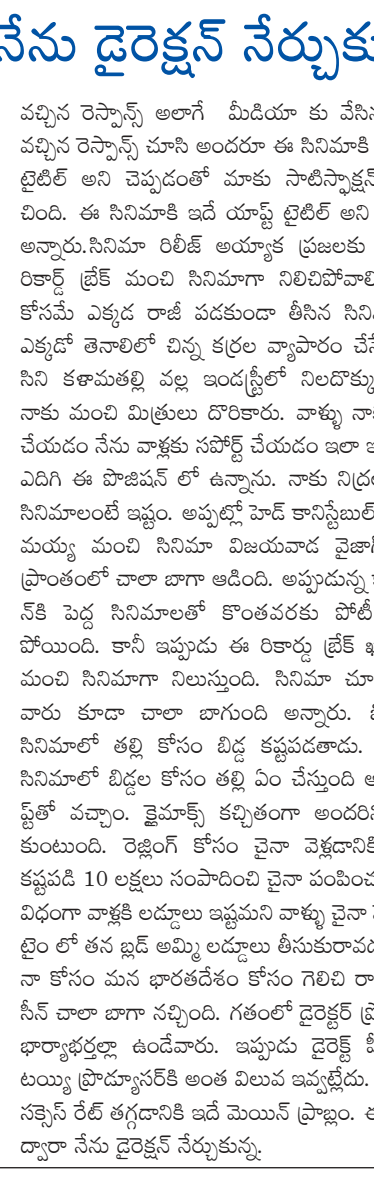 నేను డైరెక్షన్ నేర్చుకు
వచ్చిన రెస్పాన్స్ అలాగే మీడియా కు వేసిన
వచ్చిన రెస్పాన్స్ చూసి అందరూ ఈ సినిమాకి
టైటిల్ అని చెప్పడంతో మాకు సాటిస్ఫాక్షన్
చింది. ఈ సినిమాకి ఇదే యాప్ట్ టైటిల్ అని
అన్నారు.సినిమా రిలీజ్ అయ్యాక ప్రజలకు
రికార్డ్ బ్రేక్ మంచి సినిమాగా నిలిచిపోవాలి
కోసమే ఎక్కడ రాజీ పడకుండా తీసిన సిని
ఎక్కడో తెనాలిలో చిన్న కర్రల వ్యాపారం చేసే
సిని కళామతల్లి వల్ల ఇండస్ట్రీలో నిలదొక్కు
నాకు మంచి మిత్రులు దొరికారు. వాళ్ళు నా
చేయడం నేను వాళ్లకు సపోర్ట్ చేయడం ఇలా
ఎదిగి ఈ పొజిషన్ లో ఉన్నాను. నాకు నిద్ర
సినిమాలంటే ఇష్టం. అప్పట్లో హెడ్ కానిస్టేబుల్
మయ్య మంచి సినిమా విజయవాడ వైజాగ్
ప్రాంతంలో చాలా బాగా ఆడింది. అప్పుడున్న
న్‌కి పెద్ద సినిమాలతో కొంతవరకు పోటీ
పోయింది. కానీ ఇప్పుడు ఈ రికార్డు బ్రేక్
మంచి సినిమాగా నిలుస్తుంది. సినిమా చూ
వారు కూడా చాలా బాగుంది అన్నారు.
సినిమాలో తల్లి కోసం బిడ్డ కష్టపడతాడు.
సినిమాలో బిడ్డల కోసం తల్లి ఏం చేస్తుంది
ప్ట్‌తో వచ్చాం. క్లైమాక్స్ కచ్చితంగా అందరి
కుంటుంది. రెజ్లింగ్ కోసం చైనా వెళ్లడానికి
కష్టపడి 10 లక్షలు సంపాదించి చైనా పంపించ
విధంగా వాళ్లకి లడ్డూలు ఇష్టమని వాళ్ళు చైనా
టైం లో తన బ్లడ్ అమ్మి లడ్డూలు తీసుకురావడ
నా కోసం మన భారతదేశం కోసం గెలిచి రా
సీన్ చాలా బాగా నచ్చింది. గతంలో డైరెక్టర్ ప్రొ
భార్యాభర్తల్లా ఉండేవారు. ఇప్పుడు డైరెక్ట్
టయ్యి ప్రొడ్యూసర్‌కి అంత విలువ ఇవ్వట్లేదు.
సక్సెస్ రేట్ తగ్గడానికి ఇదే మెయిన్ ప్రాబ్లం.
ద్వారా నేను డైరెక్షన్ నేర్చుకున్న.